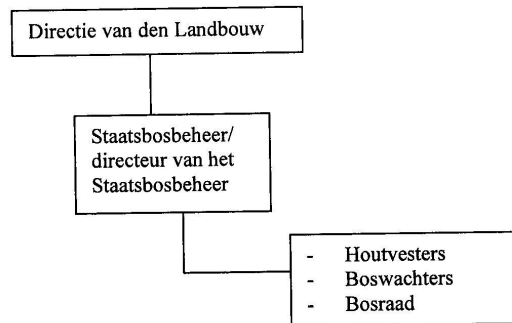 Directie van den Landbouw
Staatsbosbeheer/
directeur van het
Staatsbosbeheer
- Houtvesters
- Boswachters
- Bosraad